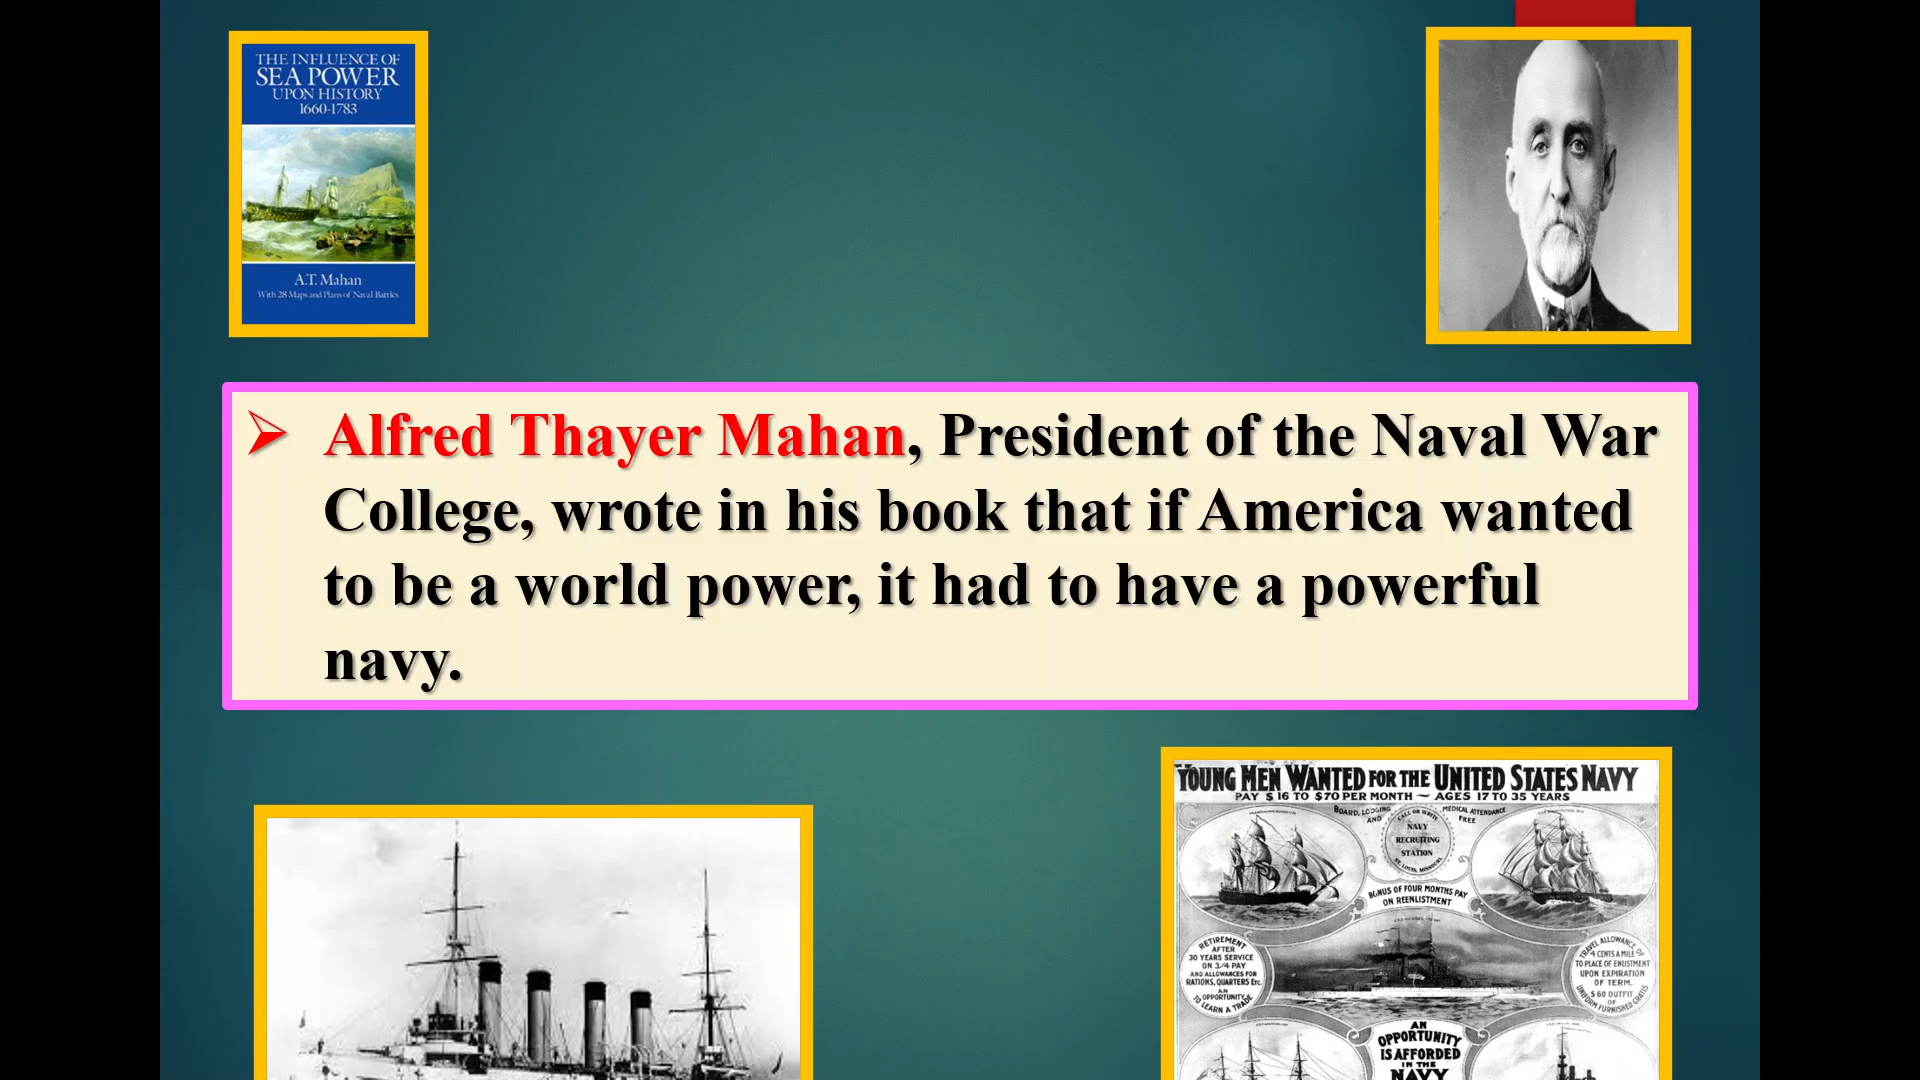 THE INFLUENCE OF
SEA POWER
UPON HISTORY
1660-1783
A.T. Mahan
With 28 Maps and Plans of Naval Battles
Alfred Thayer Mahan, President of the Naval War
College, wrote in his book that if America wanted
to be a world power, it had to have a powerful
navy.
YOUNG MEN WANTED FOR THE UNITED STATES NAVY
PAY $16 TO $70 PER MONTH — AGES 17 TO 35 YEARS
BOARD, LODGING
AND
MEDICAL ATTENDANCE
FREE
CALL OR WRITE
NAVY
RECRUITING
STATION
ST. LOUIS, MISSOURI.
BONUS OF FOUR MONTHS PAY
ON REENLISTMENT
RETIREMENT
AFTER
30 YEARS SERVICE
ON 3/4 PAY
AND ALLOWANCES FOR
RATIONS, QUARTERS Etc.
AN
OPPORTUNITY
TO LEARN A TRADE
TRAVEL ALLOWANCE OF
4 CENTS A MILE
TO PLACE OF ENLISTMENT
UPON EXPIRATION
OF TERM.
$60 OUTFIT
OF
UNIFORM FURNISHED GRATIS
AN
OPPORTUNITY
IS AFFORDED
IN THE
NAVY